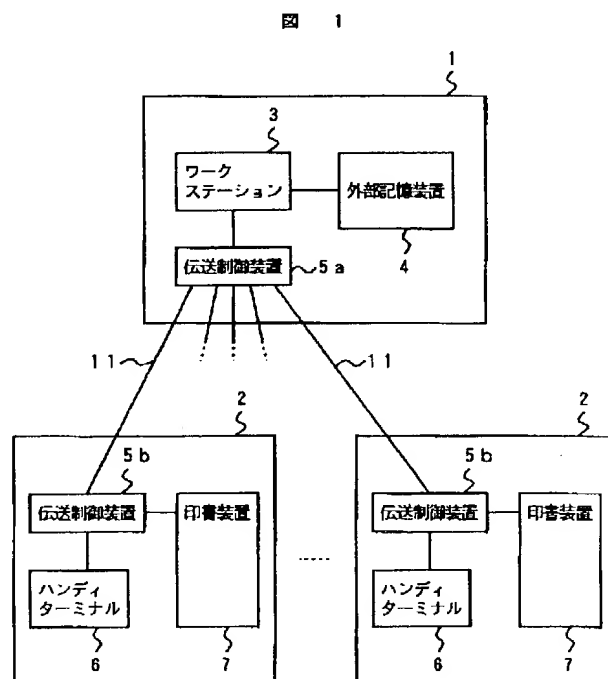 図 1
1
3
ワーク
ステーション
外部記憶装置
4
伝送制御装置
5a
11
11
2
2
5b
5b
伝送制御装置
印書装置
伝送制御装置
印書装置
ハンディ
ターミナル
ハンディ
ターミナル
6
7
6
7